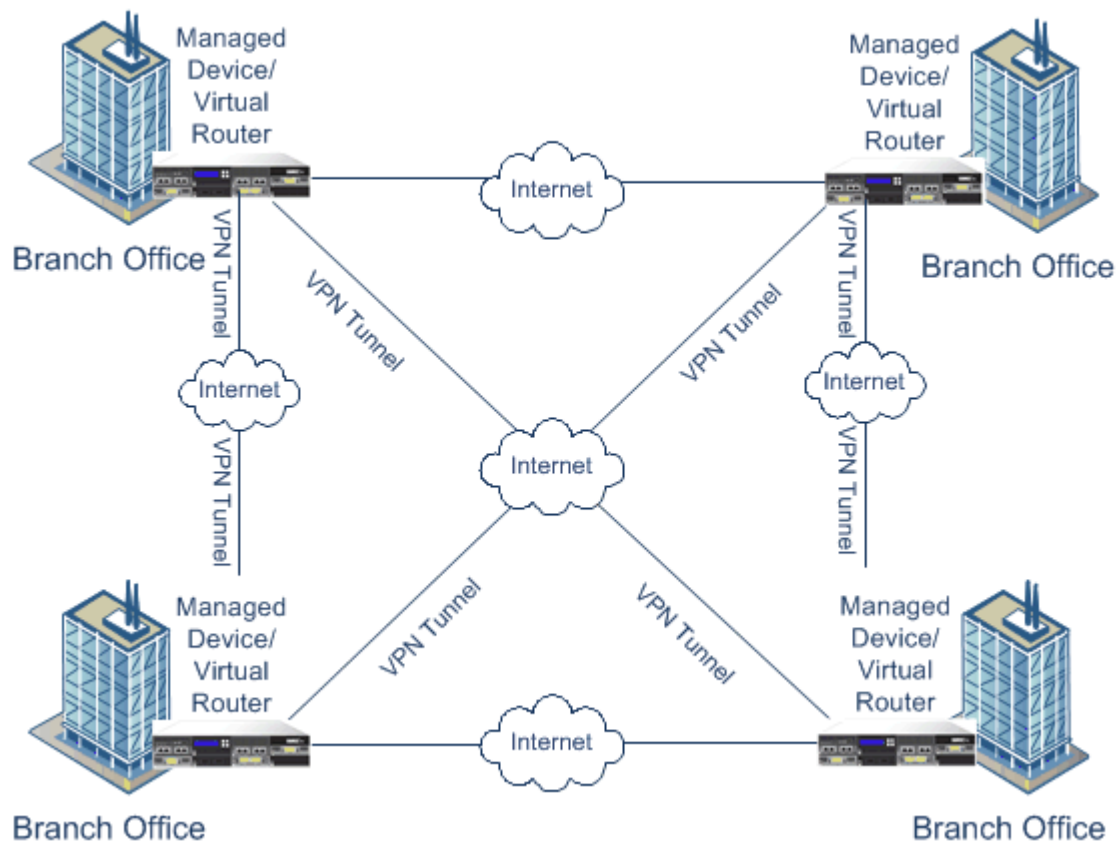 Managed
Device/
Virtual
Router
Managed
Device/
Virtual
Router
Internet
Branch Office
VPN Tunnel
VPN Tunnel
VPN Tunnel
VPN Tunnel
Branch Office
Internet
Internet
Internet
VPN Tunnel
VPN Tunnel
VPN Tunnel
VPN Tunnel
Managed
Device/
Virtual
Router
Managed
Device/
Virtual
Router
Internet
Branch Office
Branch Office